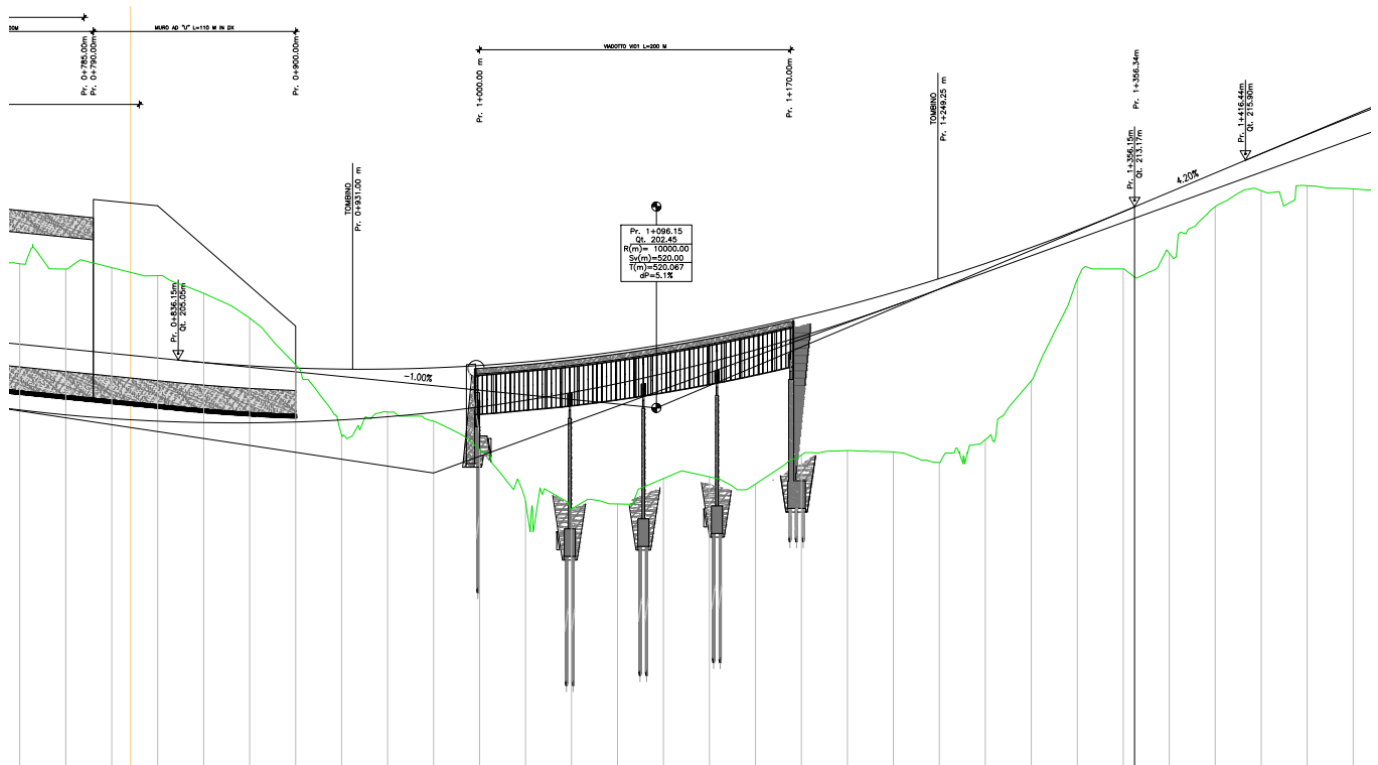 00M
MURO AD "U" L=110 M IN DX
VIADOTTO VI01 L=200 M
Pr. 0+785.00m
Pr. 0+790.00m
Pr. 0+900.00m
Pr. 1+000.00 m
Pr. 1+170.00m
TOMBINO
Pr. 1+249.25 m
Pr. 1+356.34m
Pr. 1+356.15m
Qt. 213.17m
Pr. 1+416.44m
Qt. 215.90m
4.20%
TOMBINO
Pr. 0+931.00 m
Pr. 1+096.15
Qt. 202.45
R(m)= 10000.00
Sv(m)=520.00
T(m)=520.067
dP=5.1%
Pr. 0+836.15m
Qt. 205.05m
-1.00%